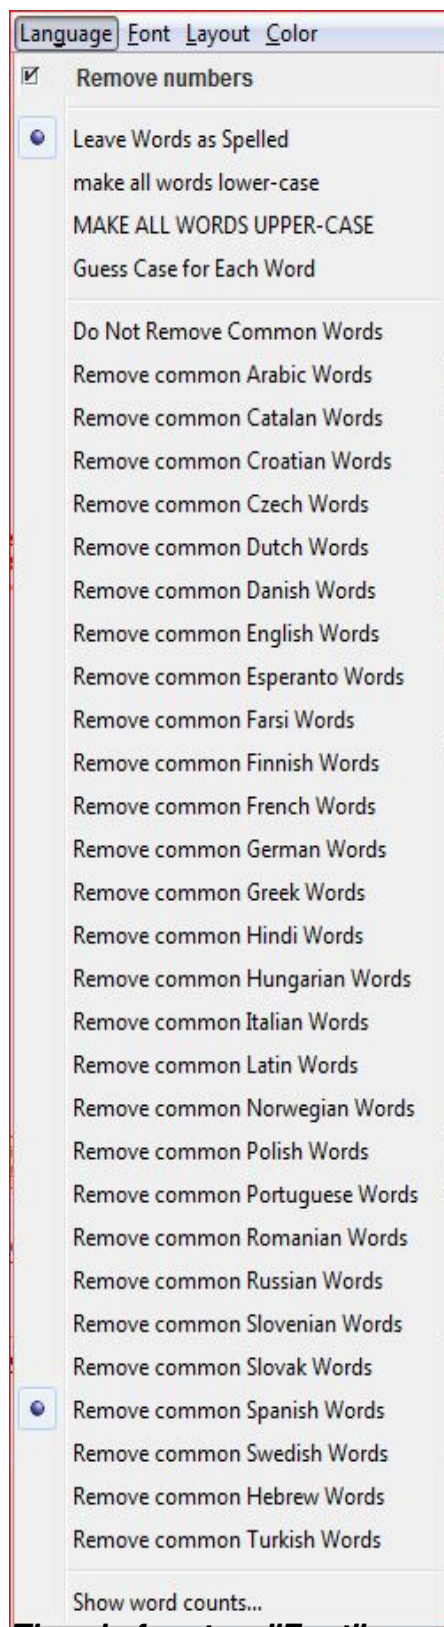 Language Font Layout Color
Remove numbers
Leave Words as Spelled
make all words lower-case
MAKE ALL WORDS UPPER-CASE
Guess Case for Each Word
Do Not Remove Common Words
Remove common Arabic Words
Remove common Catalan Words
Remove common Croatian Words
Remove common Czech Words
Remove common Dutch Words
Remove common Danish Words
Remove common English Words
Remove common Esperanto Words
Remove common Farsi Words
Remove common Finnish Words
Remove common French Words
Remove common German Words
Remove common Greek Words
Remove common Hindi Words
Remove common Hungarian Words
Remove common Italian Words
Remove common Latin Words
Remove common Norwegian Words
Remove common Polish Words
Remove common Portuguese Words
Remove common Romanian Words
Remove common Russian Words
Remove common Slovenian Words
Remove common Slovak Words
Remove common Spanish Words
Remove common Swedish Words
Remove common Hebrew Words
Remove common Turkish Words
Show word counts...